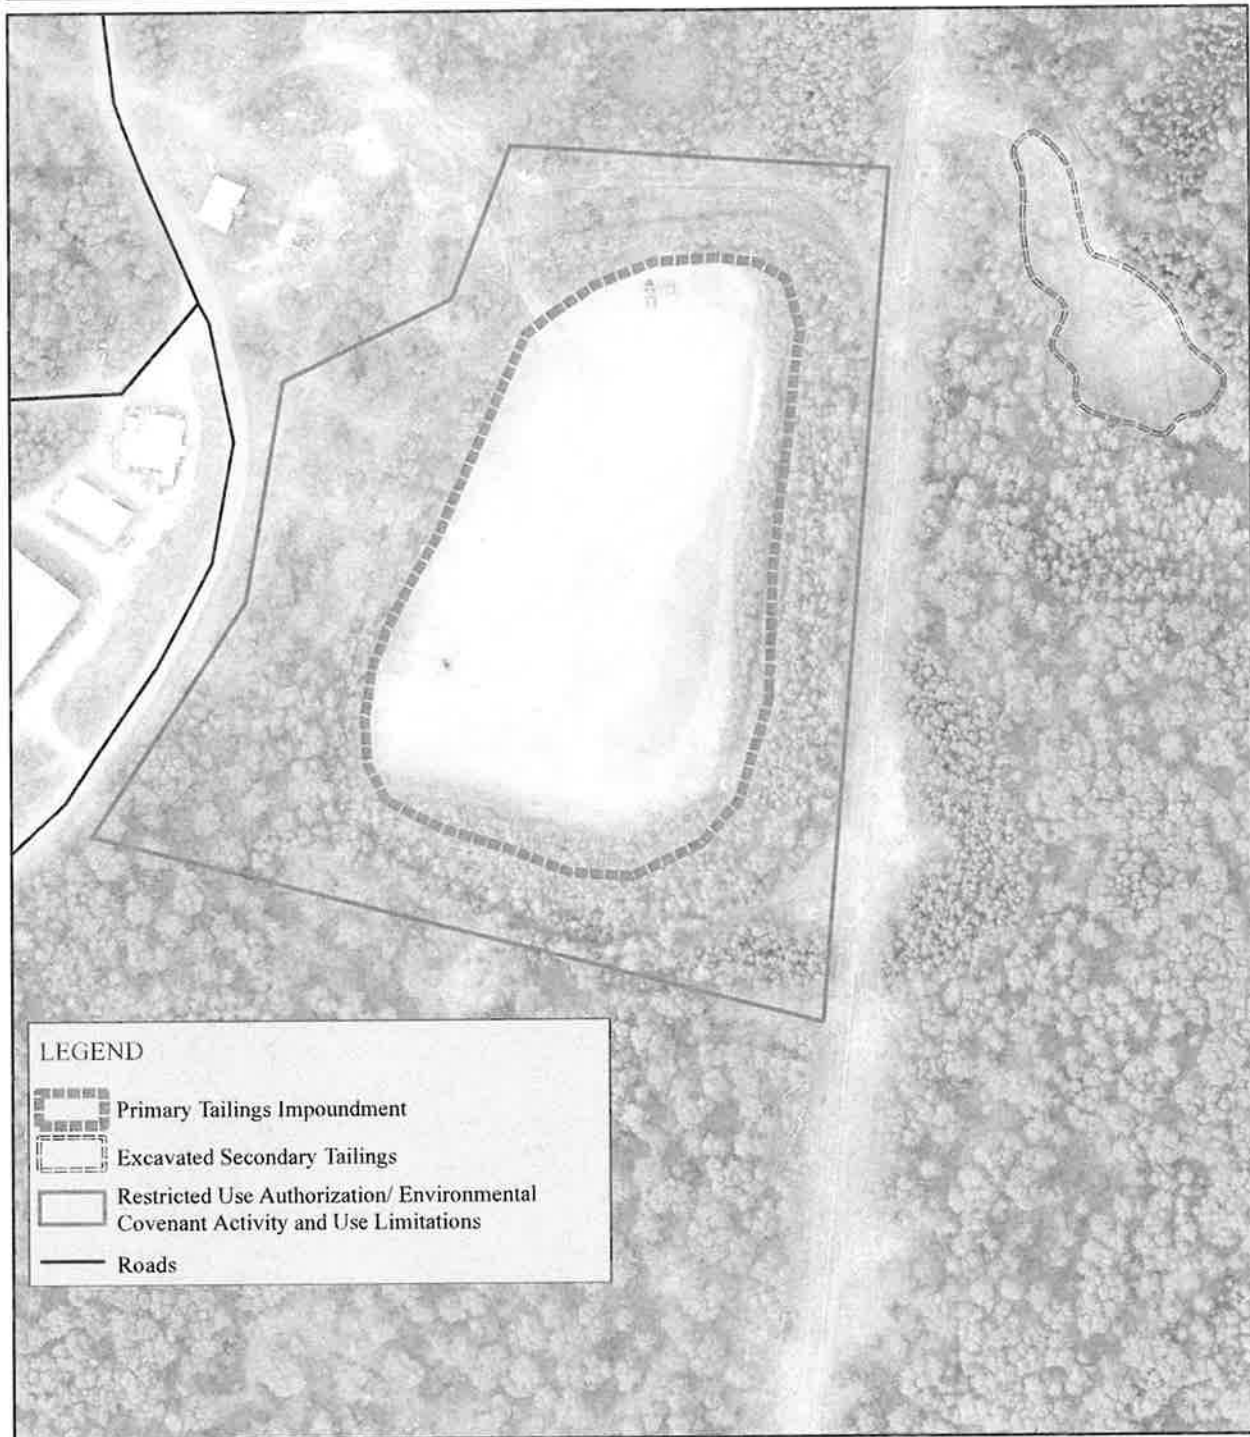 LEGEND
Primary Tailings Impoundment
Excavated Secondary Tailings
Restricted Use Authorization/ Environmental
Covenant Activity and Use Limitations
Roads